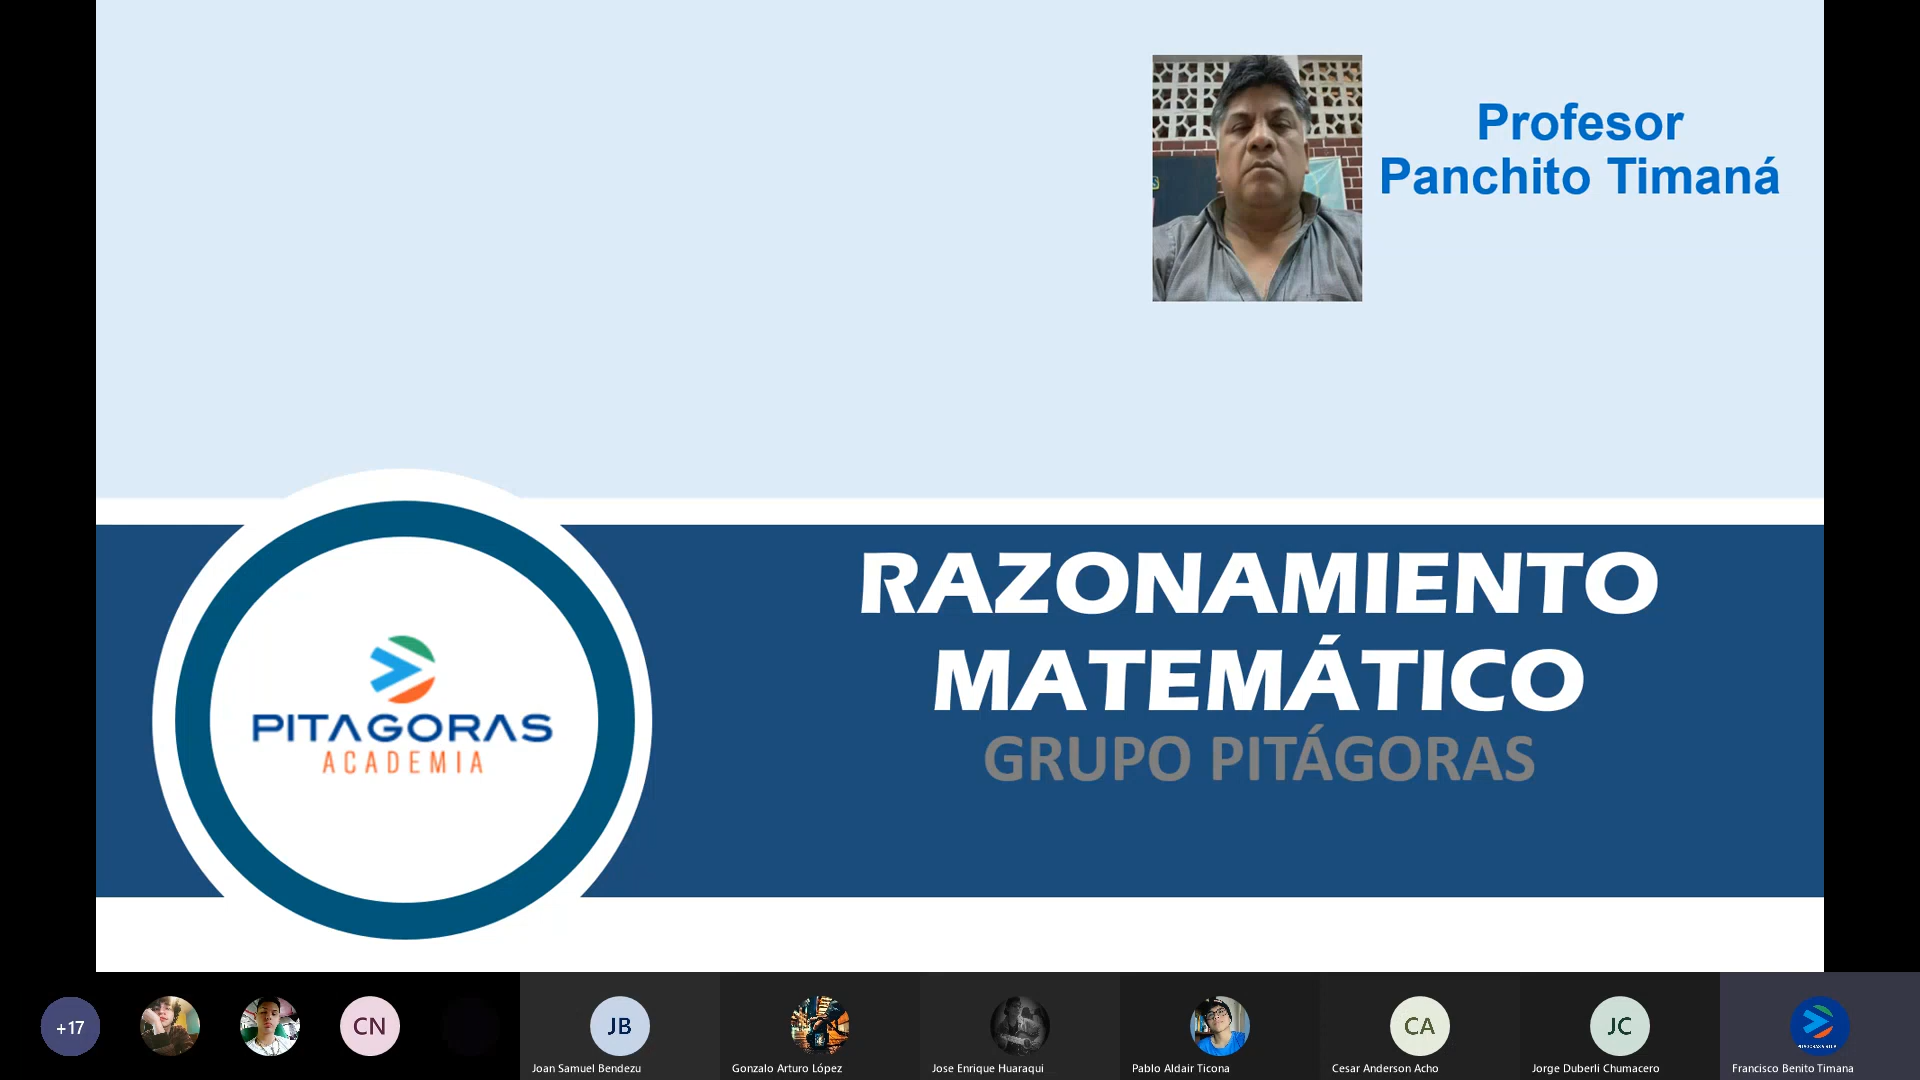 Profesor
Panchito Timaná
RAZONAMIENTO
MATEMÁTICO
GRUPO PITÁGORAS
PITAGORAS
ACADEMIA
+17
CN
JB
CA
JC
Joan Samuel Bendezu
Gonzalo Arturo López
Jose Enrique Huaraqui
Pablo Aldair Ticona
Cesar Anderson Acho
Jorge Duberli Chumacero
Francisco Benito Timana